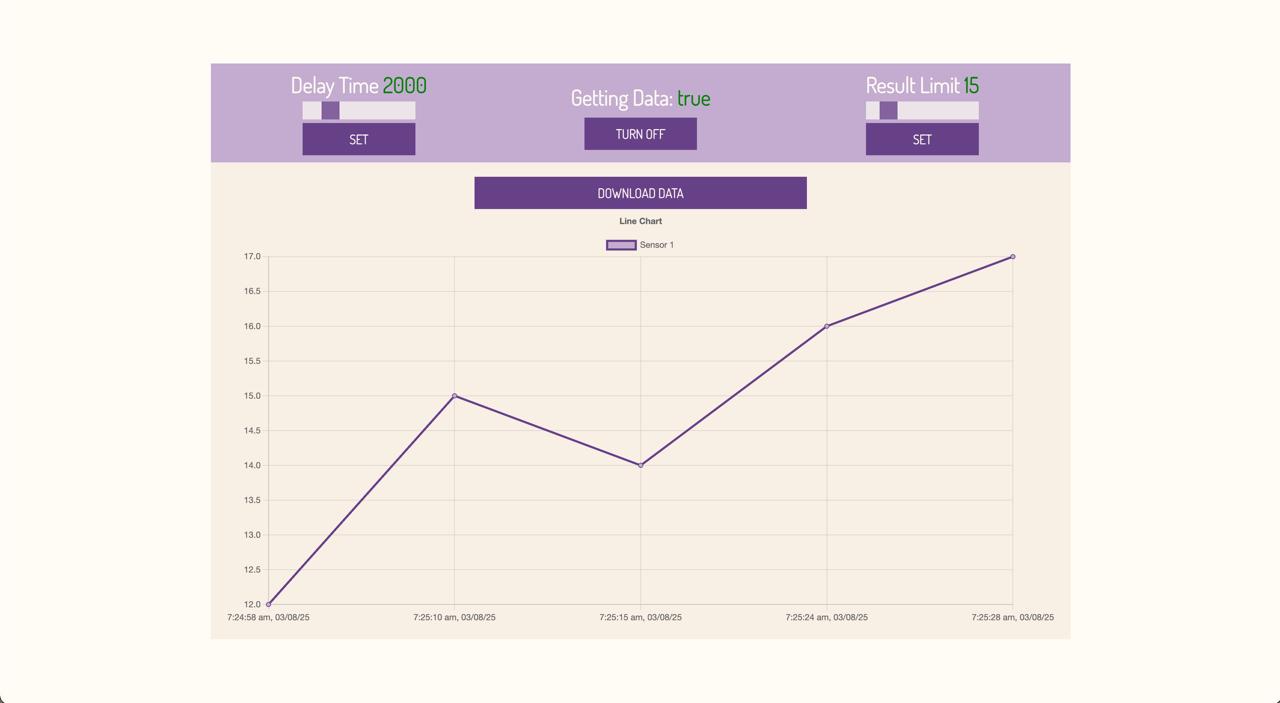 Delay Time 2000
SET
Getting Data: true
TURN OFF
Result Limit 15
SET
DOWNLOAD DATA
Line Chart
Sensor 1
17.0
16.5
16.0
15.5
15.0
14.5
14.0
13.5
13.0
12.5
12.0
7:24:58 am, 03/08/25
7:25:10 am, 03/08/25
7:25:15 am, 03/08/25
7:25:24 am, 03/08/25
7:25:28 am, 03/08/25